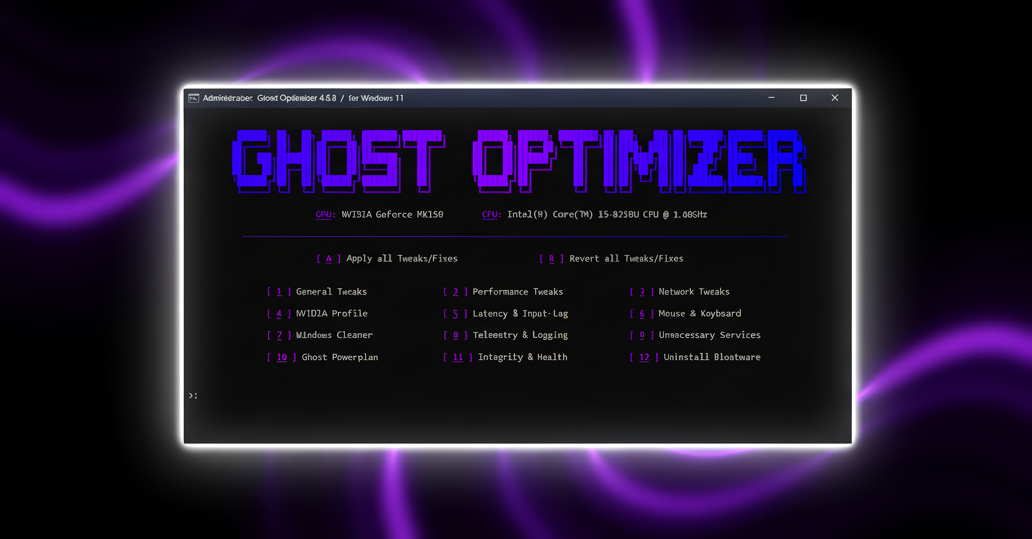 Administrator: Ghost Optimizer 4.5.8 / for Windows 11
GHOST OPTIMIZER
GPU: NVIDIA Geforce MX150 CPU: Intel(R) Core(TM) i5-8250U CPU @ 1.60GHz
[ A ] Apply all Tweaks/Fixes [ R ] Revert all Tweaks/Fixes
[ 1 ] General Tweaks [ 2 ] Performance Tweaks [ 3 ] Network Tweaks
[ 4 ] NVIDIA Profile [ 5 ] Latency & Input-Lag [ 6 ] Mouse & Keyboard
[ 7 ] Windows Cleaner [ 8 ] Telemetry & Logging [ 9 ] Unnecessary Services
[ 10 ] Ghost Powerplan [ 11 ] Integrity & Health [ 12 ] Uninstall Bloatware
>: